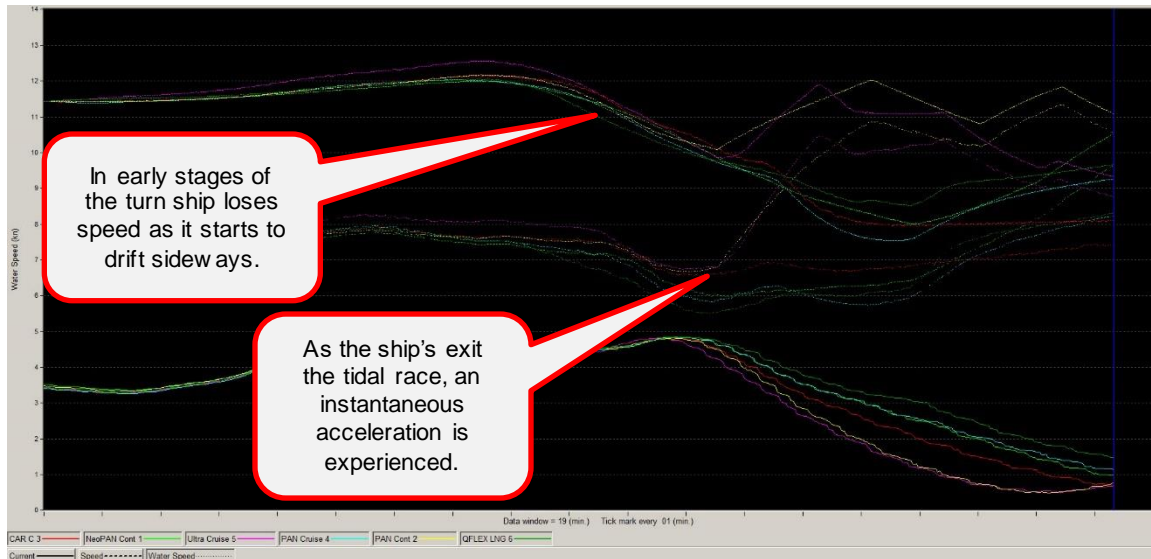 14
13
12
11
10
9
8
7
6
5
4
3
2
1
0
Water Speed (kn)
In early stages of
the turn ship loses
speed as it starts to
drift sideways.
As the ship's exit
the tidal race, an
instantaneous
acceleration is
experienced.
Data window = 19 (min.) Tick mark every 01 (min.)
CAR C 3 NeoPAN Cont 1 Ultra Cruise 5 PAN Cruise 4 PAN Cont 2 QFLEX LNG 6
Current Speed Water Speed